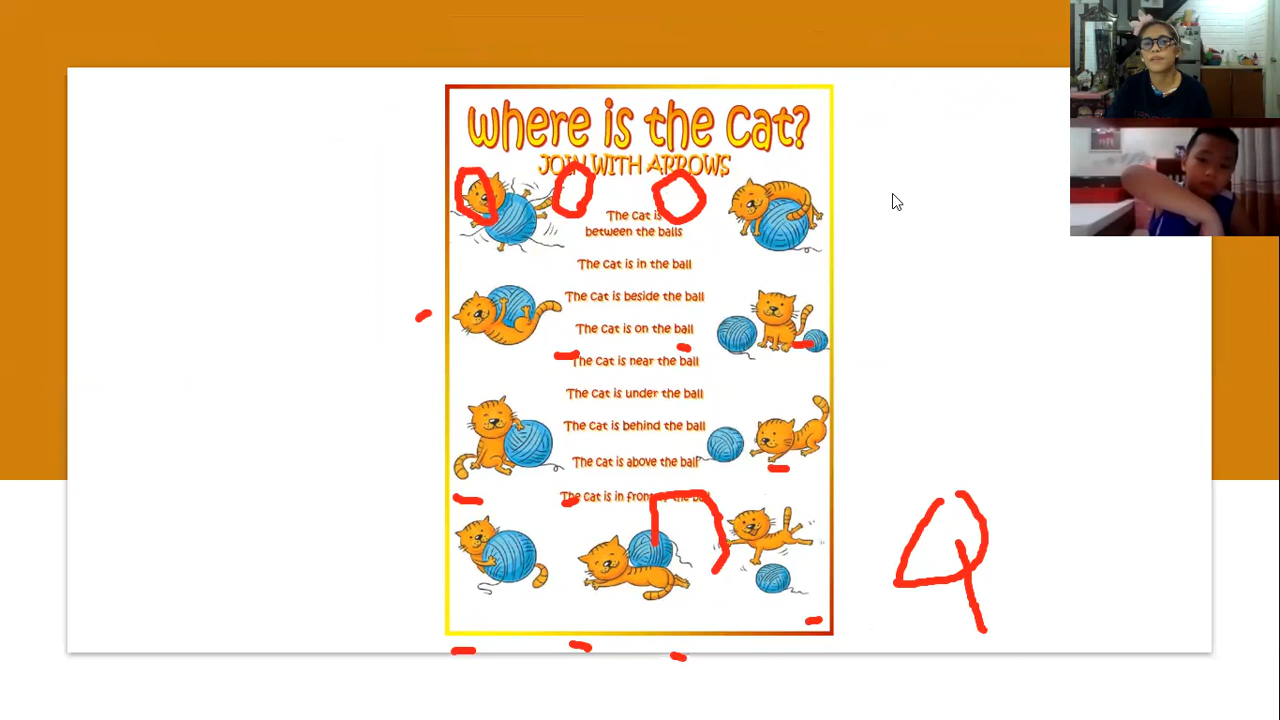 Where is the Cat?
JOIN WITH ARROWS
The cat is
between the balls
The cat is in the ball
The cat is beside the ball
The cat is on the ball
The cat is near the ball
The cat is under the ball
The cat is behind the ball
The cat is above the ball
The cat is in front of the ball